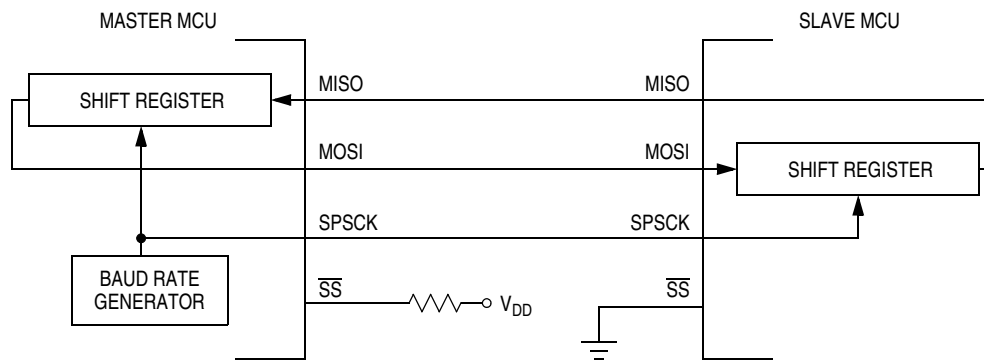 MASTER MCU
SLAVE MCU
SHIFT REGISTER
MISO
MISO
MOSI
MOSI
SHIFT REGISTER
SPSCK
SPSCK
BAUD RATE
GENERATOR
SS
VDD
SS